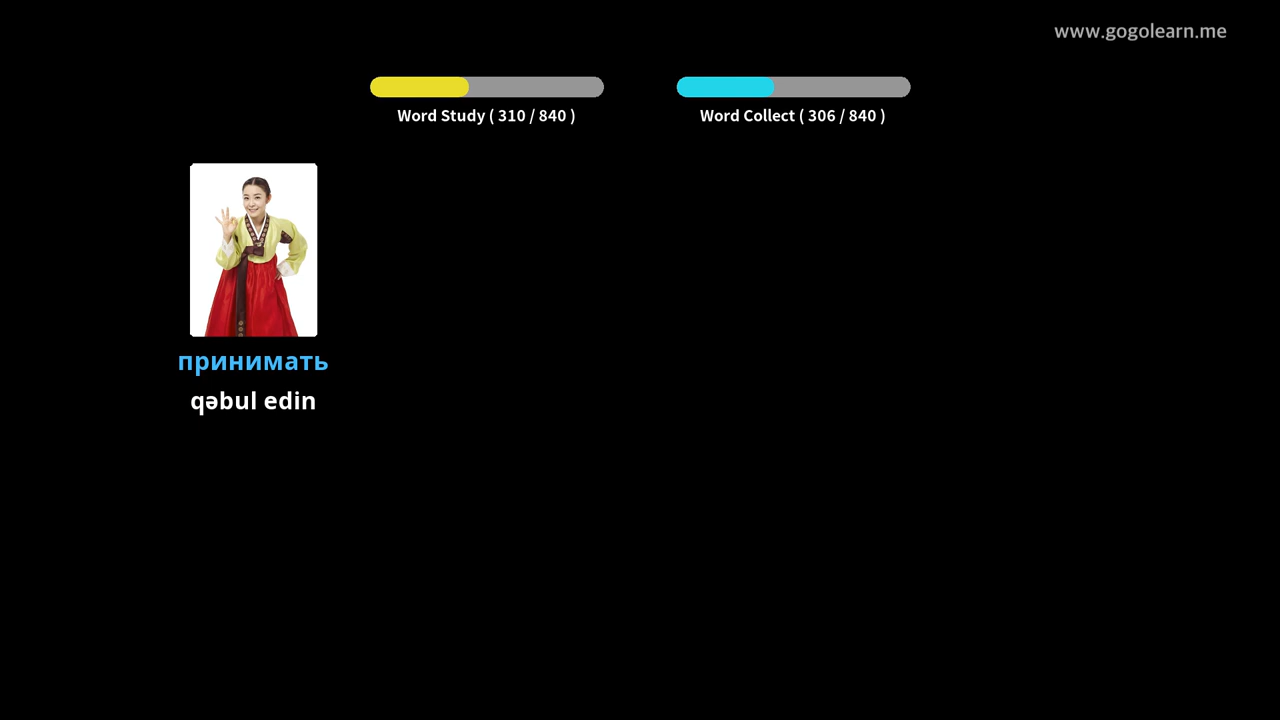 www.gogolearn.me
Word Study ( 310 / 840 )
Word Collect ( 306 / 840 )
принимать
qəbul edin